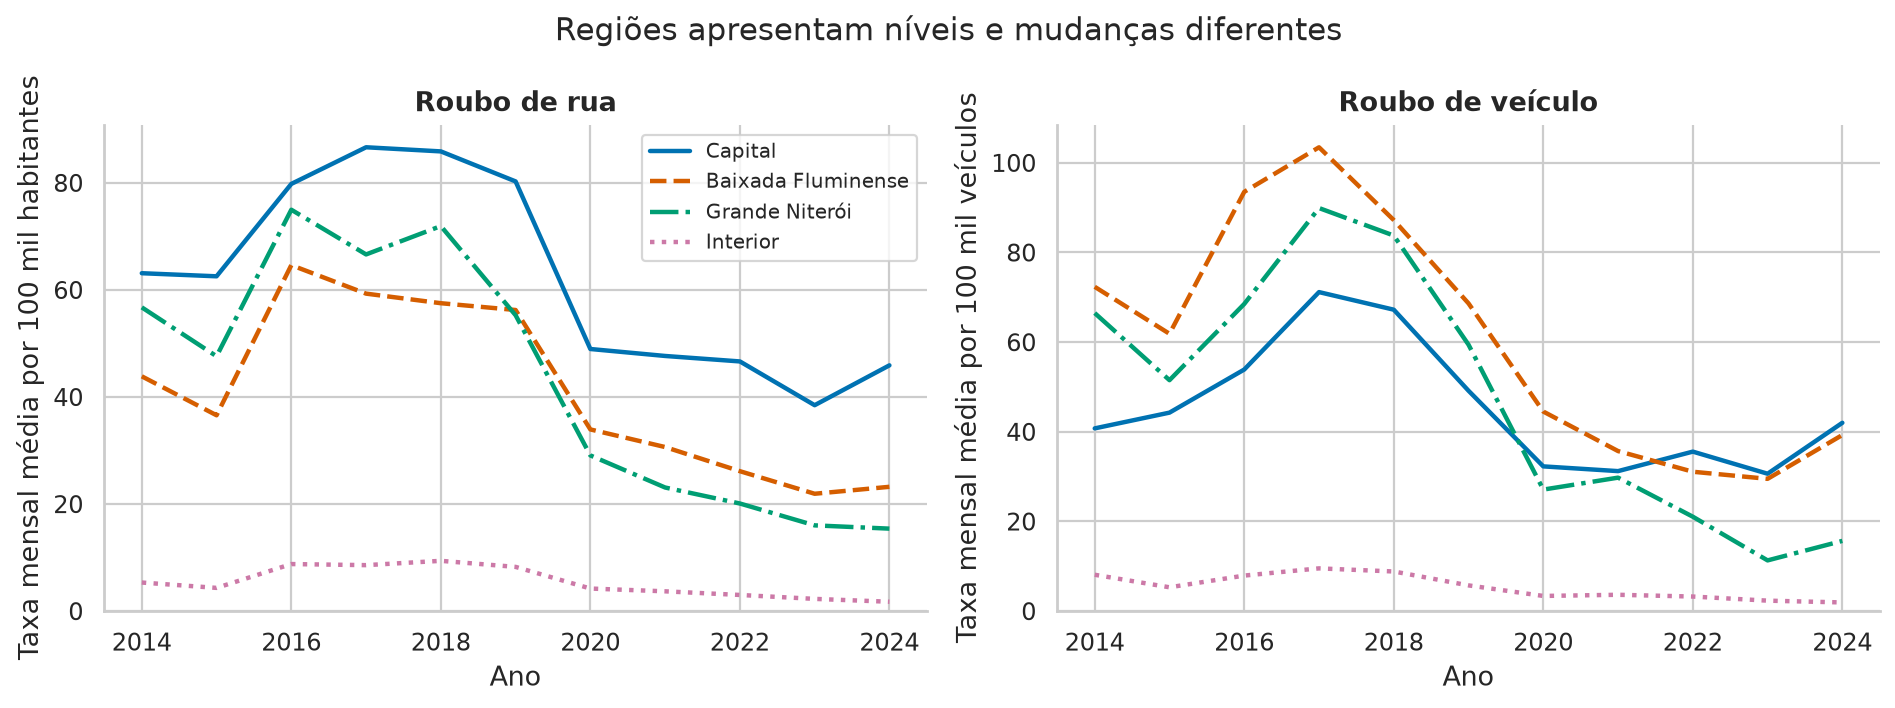 Regiões apresentam níveis e mudanças diferentes
Roubo de rua
Taxa mensal média por 100 mil habitantes
80
60
40
20
0
Capital
Baixada Fluminense
Grande Niterói
Interior
2014 2016 2018 2020 2022 2024
Ano
Roubo de veículo
Taxa mensal média por 100 mil veículos
100
80
60
40
20
0
2014 2016 2018 2020 2022 2024
Ano